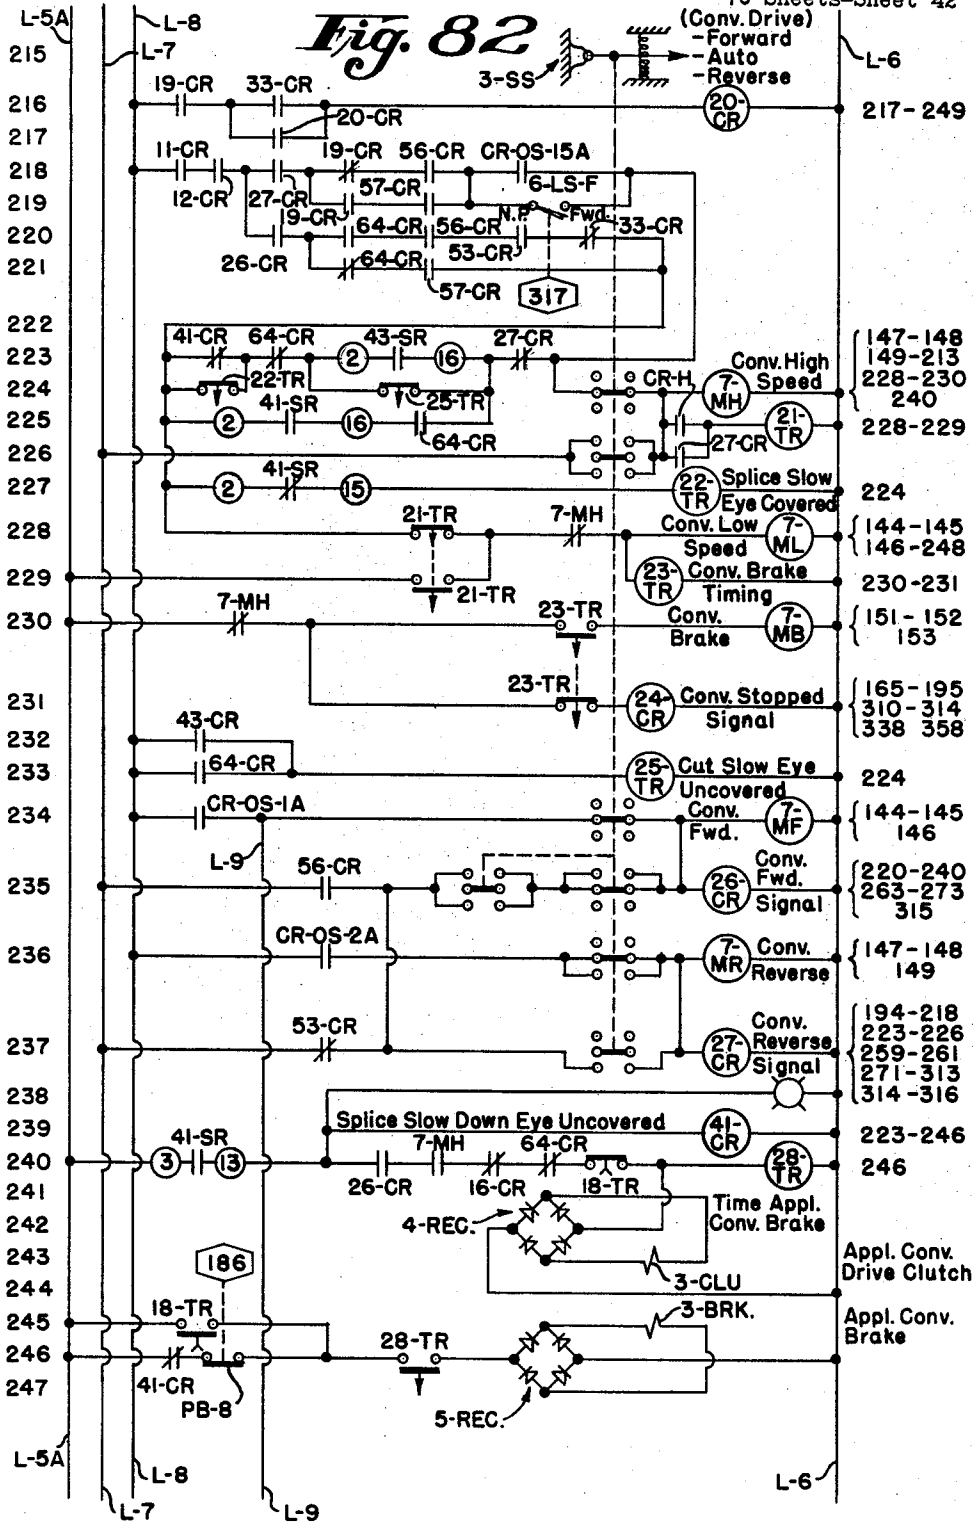 70 Sheets-Sheet 42
L-5A L-8 L-7 Fig. 82 (Conv. Drive)
215 3-SS -Forward L-6
-Auto
-Reverse
19-CR 33-CR
216 20-CR 217-249
217 20-CR
11-CR 19-CR 56-CR CR-OS-15A
218 12-CR 27-CR 57-CR 6-LS-F
219 19-CR N.P. Fwd.
220 64-CR 56-CR 33-CR
26-CR 53-CR
221 64-CR
57-CR 317
222
41-CR 64-CR 43-SR 27-CR 147-148
223 2 16 Conv. High 149-213
224 22-TR 25-TR CR-H 7-MH Speed 228-230
240
41-SR
225 2 16 64-CR 21-TR 228-229
226 27-CR
41-SR
227 2 15 22-TR Splice Slow 224
Eye Covered
21-TR 7-MH
228 Conv. Low 7-ML 144-145
Speed 146-248
229 21-TR 23-TR Conv. Brake 230-231
Timing
7-MH 23-TR
230 Conv. 7-MB 151-152
Brake 153
23-TR 165-195
231 24-CR Conv. Stopped 310-314
Signal 338 358
43-CR
232
233 64-CR 25-TR Cut Slow Eye 224
Uncovered
CR-OS-1A
234 Conv. 7-MF 144-145
Fwd. 146
L-9
56-CR Conv. 220-240
235 26-CR Fwd. 263-273
Signal 315
CR-OS-2A
236 7-MR Conv. 147-148
Reverse 149
194-218
53-CR Conv. 223-226
237 27-CR Reverse 259-261
Signal 271-313
238 314-316
239 Splice Slow Down Eye Uncovered 41-CR 223-246
41-SR 7-MH 64-CR
240 3 13 28-TR 246
26-CR 16-CR 18-TR
241 Time Appl.
242 4-REC. Conv. Brake
243 186 Appl. Conv.
3-CLU Drive Clutch
244
18-TR 3-BRK.
245 Appl. Conv.
28-TR Brake
246
41-CR
247 PB-8 5-REC.
L-5A L-8 L-6
L-7 L-9